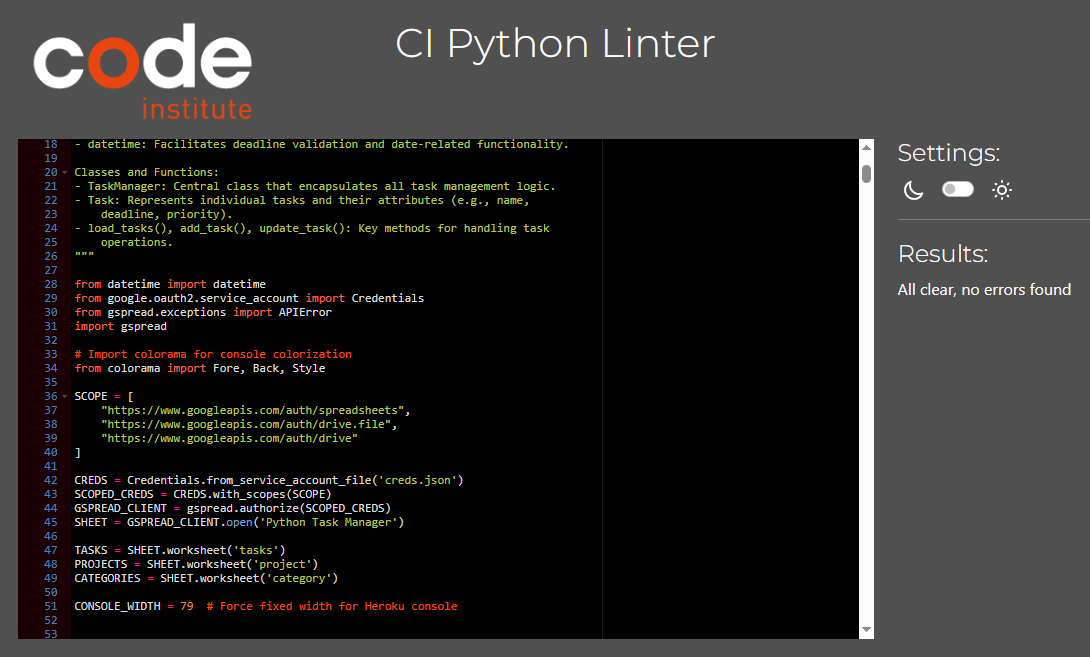 code
institute
CI Python Linter
18 - datetime: Facilitates deadline validation and date-related functionality.
19
20 Classes and Functions:
21 - TaskManager: Central class that encapsulates all task management logic.
22 - Task: Represents individual tasks and their attributes (e.g., name,
23     deadline, priority).
24 - load_tasks(), add_task(), update_task(): Key methods for handling task
25     operations.
26 """
27
28 from datetime import datetime
29 from google.oauth2.service_account import Credentials
30 from gspread.exceptions import APIError
31 import gspread
32
33 # Import colorama for console colorization
34 from colorama import Fore, Back, Style
35
36 SCOPE = [
37     "https://www.googleapis.com/auth/spreadsheets",
38     "https://www.googleapis.com/auth/drive.file",
39     "https://www.googleapis.com/auth/drive"
40 ]
41
42 CREDS = Credentials.from_service_account_file('creds.json')
43 SCOPED_CREDS = CREDS.with_scopes(SCOPE)
44 GSPREAD_CLIENT = gspread.authorize(SCOPED_CREDS)
45 SHEET = GSPREAD_CLIENT.open('Python Task Manager')
46
47 TASKS = SHEET.worksheet('tasks')
48 PROJECTS = SHEET.worksheet('project')
49 CATEGORIES = SHEET.worksheet('category')
50
51 CONSOLE_WIDTH = 79  # Force fixed width for Heroku console
52
53
Settings:
Results:
All clear, no errors found